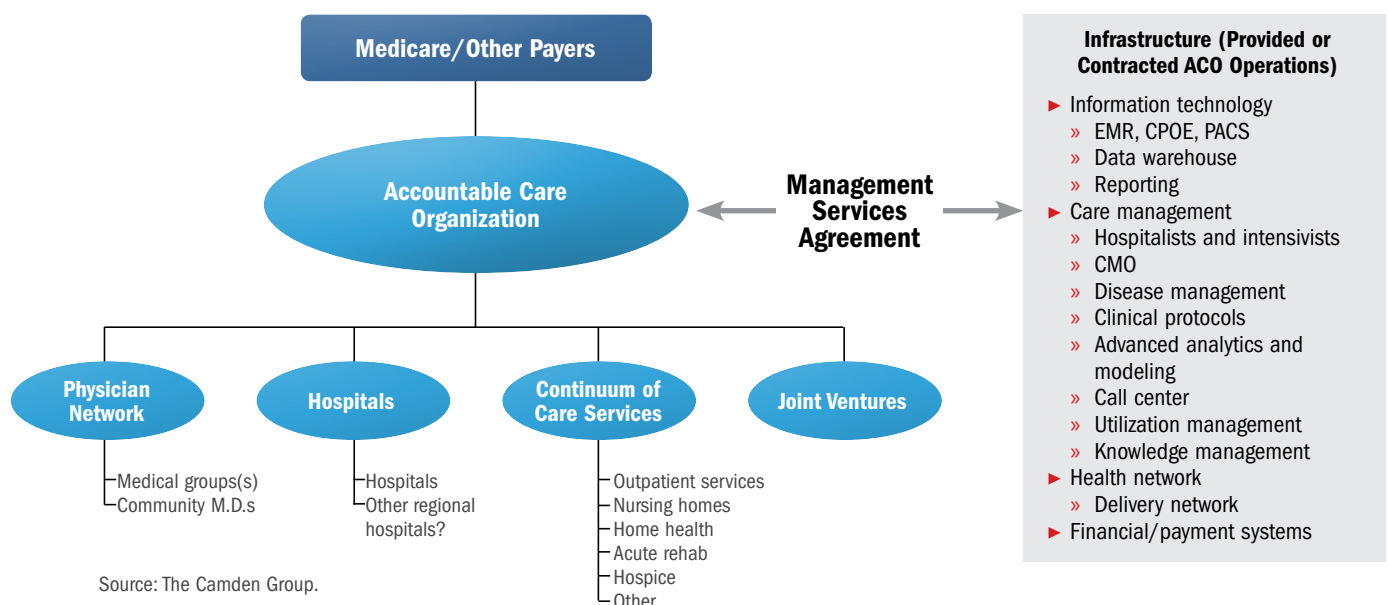 Medicare/Other Payers
Accountable Care
Organization
Management
Services
Agreement
Physician
Network
Medical groups(s)
Community M.D.s
Hospitals
Hospitals
Other regional
hospitals?
Continuum of
Care Services
Outpatient services
Nursing homes
Home health
Acute rehab
Hospice
Other
Joint Ventures
Source: The Camden Group.
Infrastructure (Provided or
Contracted ACO Operations)
► Information technology
» EMR, CPOE, PACS
» Data warehouse
» Reporting
► Care management
» Hospitalists and intensivists
» CMO
» Disease management
» Clinical protocols
» Advanced analytics and
modeling
» Call center
» Utilization management
» Knowledge management
► Health network
» Delivery network
► Financial/payment systems